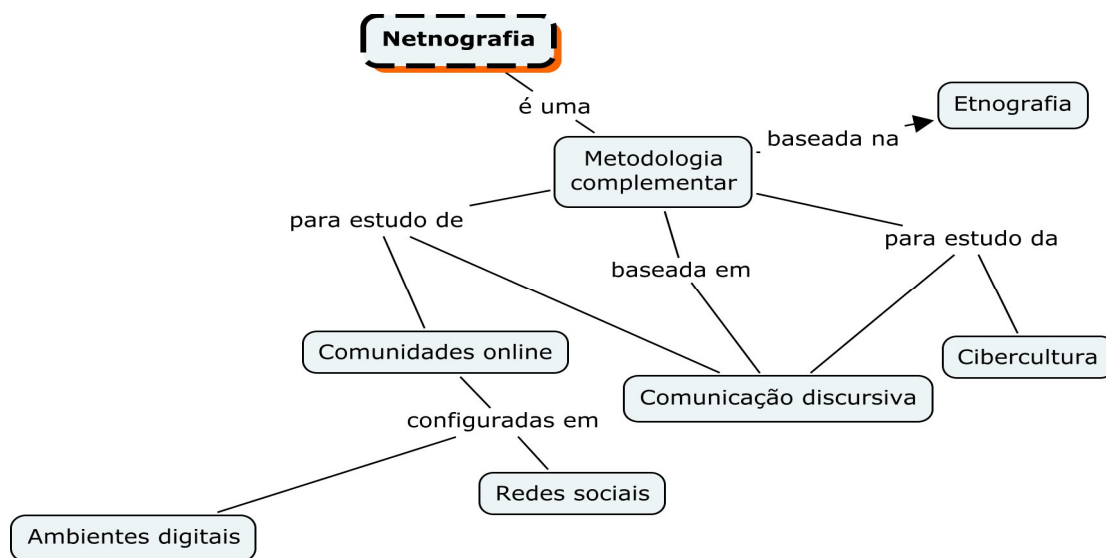 Netnografia
é uma
Etnografia
baseada na
Metodologia
complementar
para estudo de
para estudo da
baseada em
Comunidades online
Cibercultura
Comunicação discursiva
configuradas em
Redes sociais
Ambientes digitais